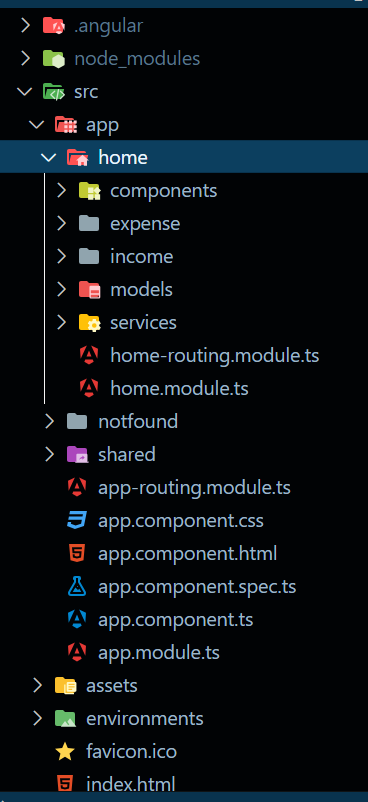 .angular
node_modules
src
app
home
components
expense
income
models
services
home-routing.module.ts
home.module.ts
notfound
shared
app-routing.module.ts
app.component.css
app.component.html
app.component.spec.ts
app.component.ts
app.module.ts
assets
environments
favicon.ico
index.html